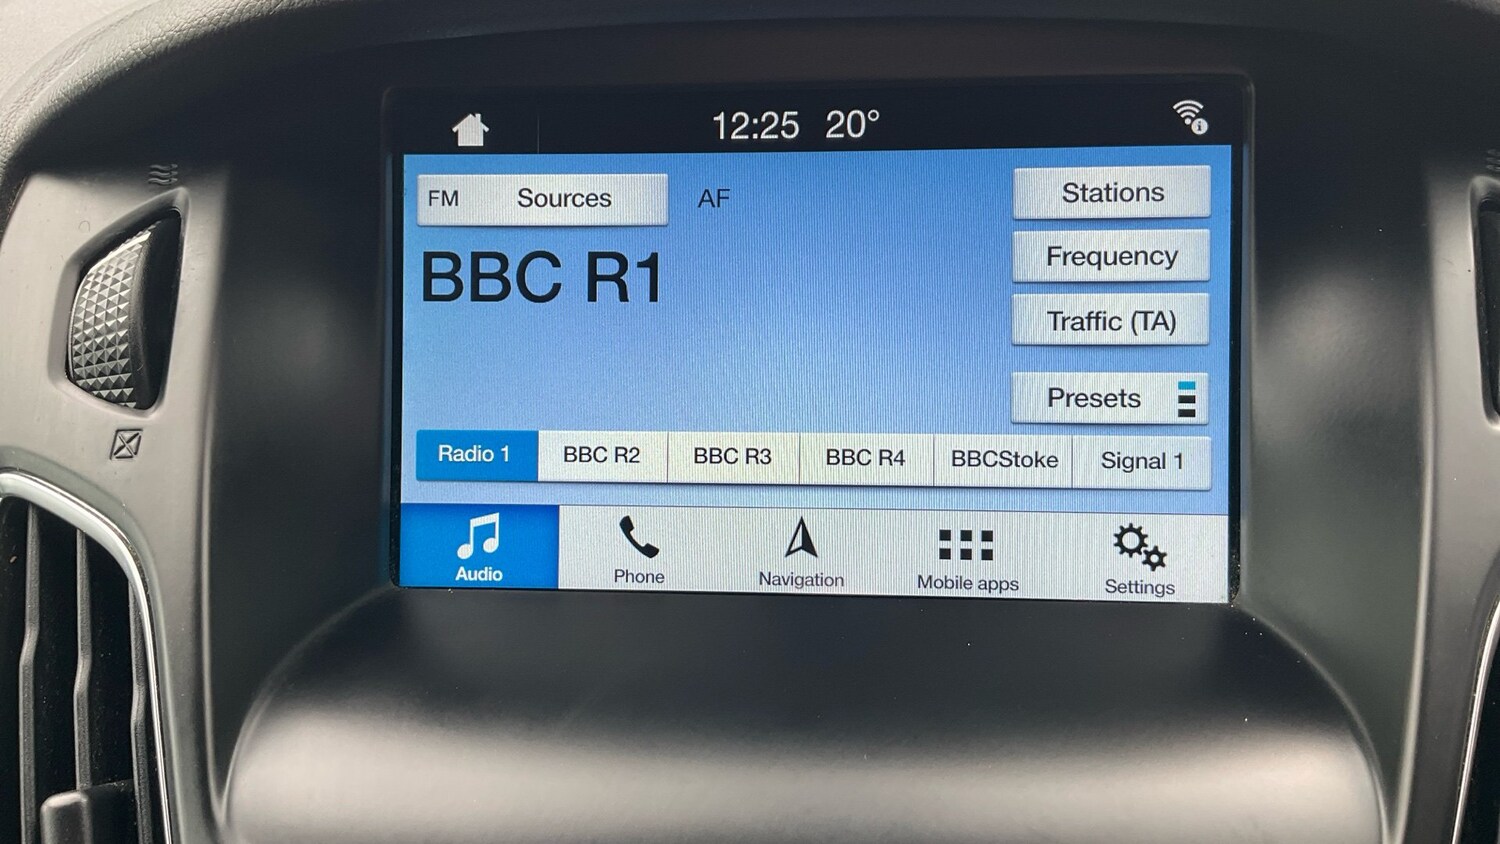 12:25 20°
FM Sources AF
Stations
BBC R1
Frequency
Traffic (TA)
Presets
Radio 1 BBC R2 BBC R3 BBC R4 BBCStoke Signal 1
Audio Phone Navigation Mobile apps Settings